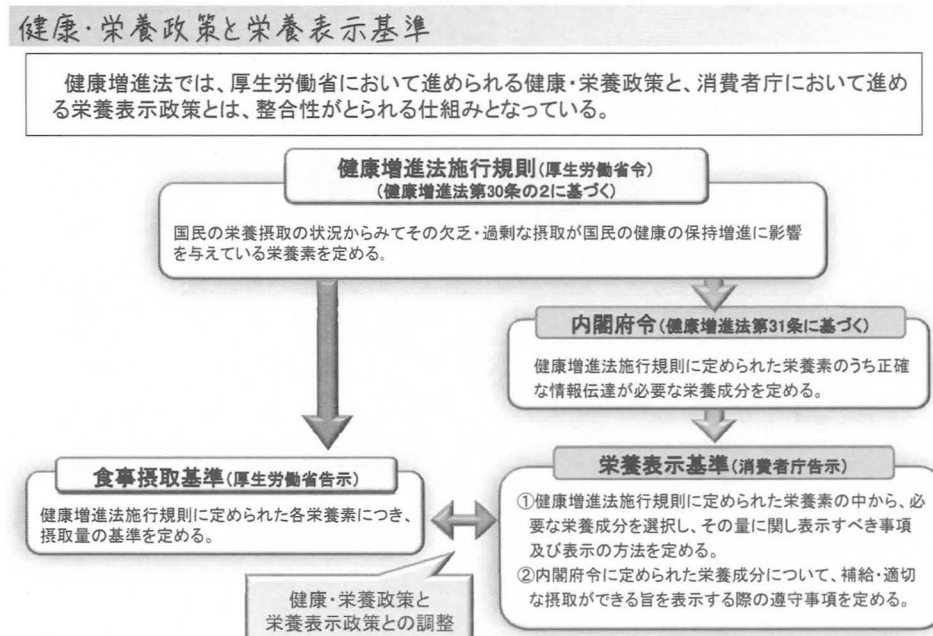 健康・栄養政策と栄養表示基準
健康増進法では、厚生労働省において進められる健康・栄養政策と、消費者庁において進め
る栄養表示政策とは、整合性がとられる仕組みとなっている。
健康増進法施行規則(厚生労働省令)
(健康増進法第30条の2に基づく)
国民の栄養摂取の状況からみてその欠乏・過剰な摂取が国民の健康の保持増進に影響
を与えている栄養素を定める。
内閣府令(健康増進法第31条に基づく)
健康増進法施行規則に定められた栄養素のうち正確
な情報伝達が必要な栄養成分を定める。
食事摂取基準(厚生労働省告示)
健康増進法施行規則に定められた各栄養素につき、
摂取量の基準を定める。
栄養表示基準(消費者庁告示)
①健康増進法施行規則に定められた栄養素の中から、必
要な栄養成分を選択し、その量に関し表示すべき事項
及び表示の方法を定める。
②内閣府令に定められた栄養成分について、補給・適切
な摂取ができる旨を表示する際の遵守事項を定める。
健康・栄養政策と
栄養表示政策との調整